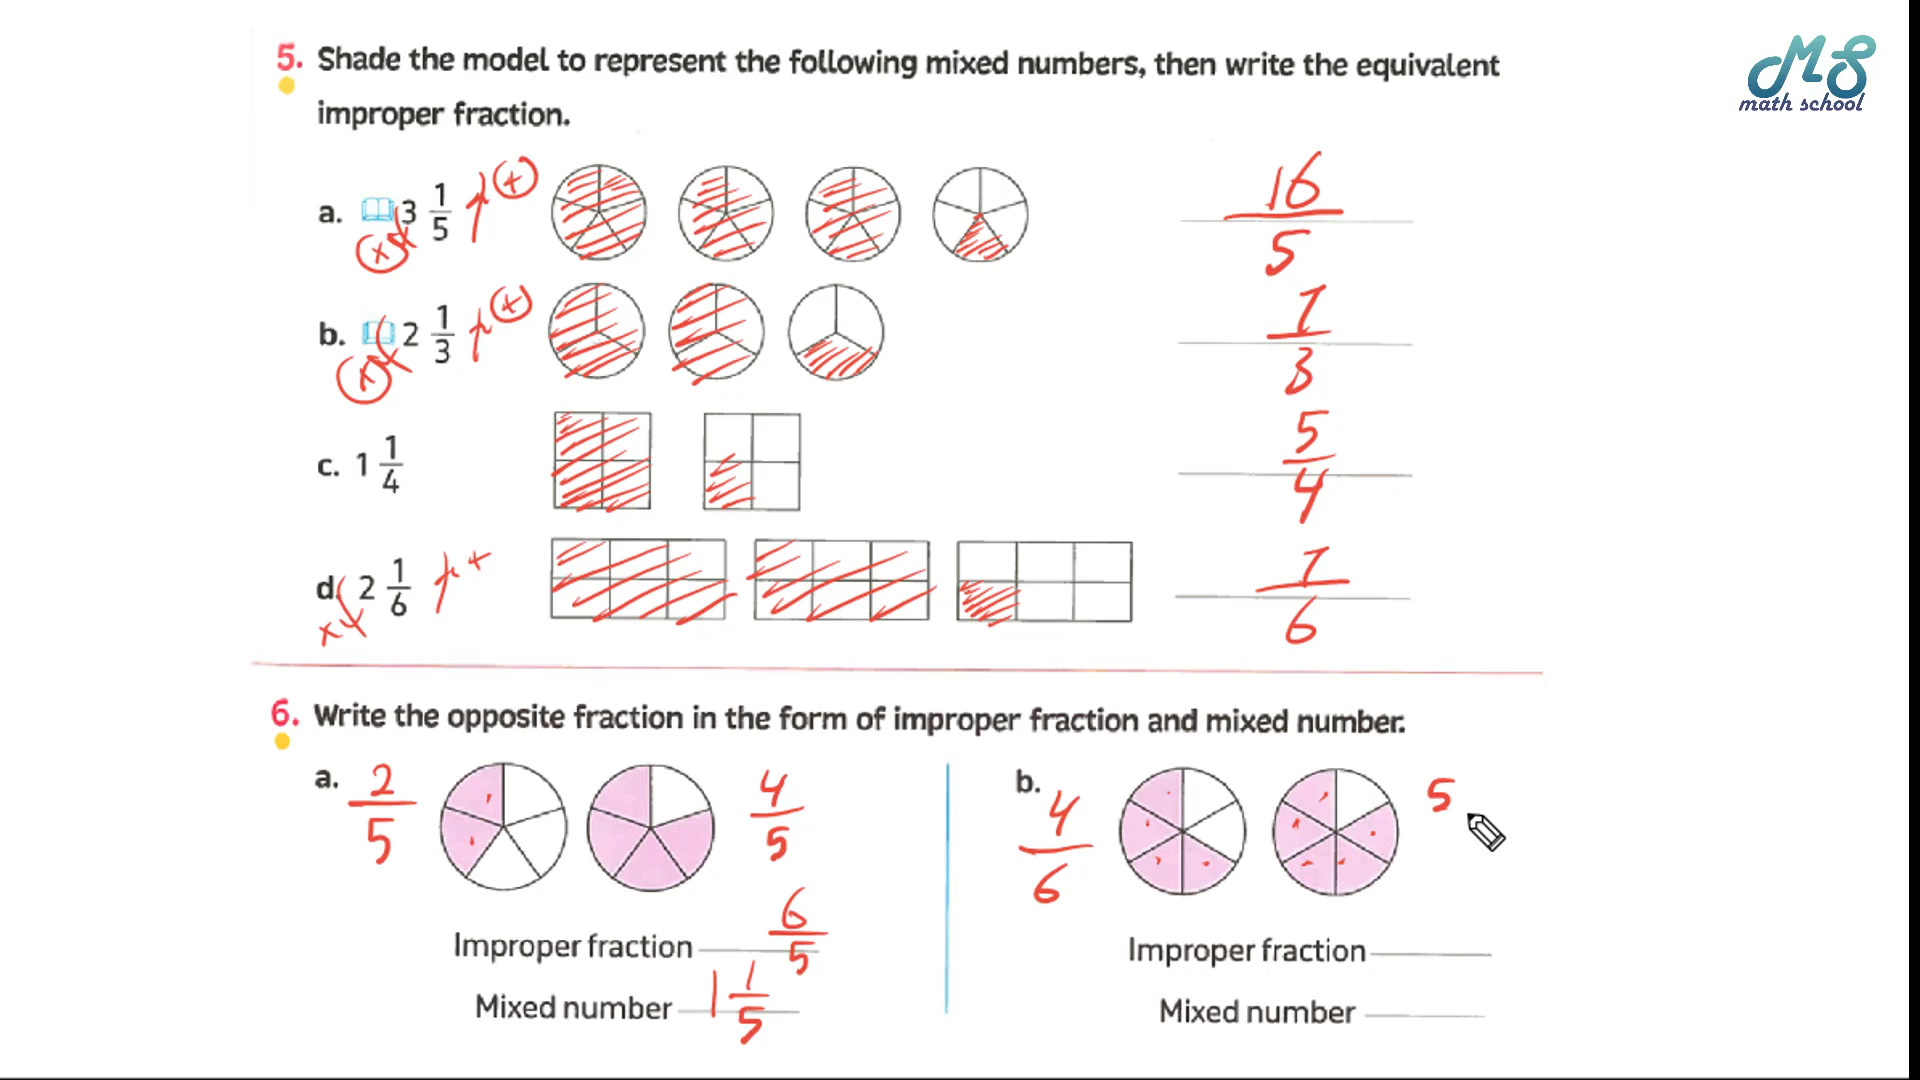 MS
math school
5. Shade the model to represent the following mixed numbers, then write the equivalent
improper fraction.
a. 3 1/5 (+) (x) 16/5
b. 2 1/3 (+) (x) 7/3
c. 1 1/4 5/4
d. 2 1/6 + x 7/6
6. Write the opposite fraction in the form of improper fraction and mixed number.
a. 2/5 4/5
Improper fraction 6/5
Mixed number 1 1/5
b. 4/6 5
Improper fraction
Mixed number